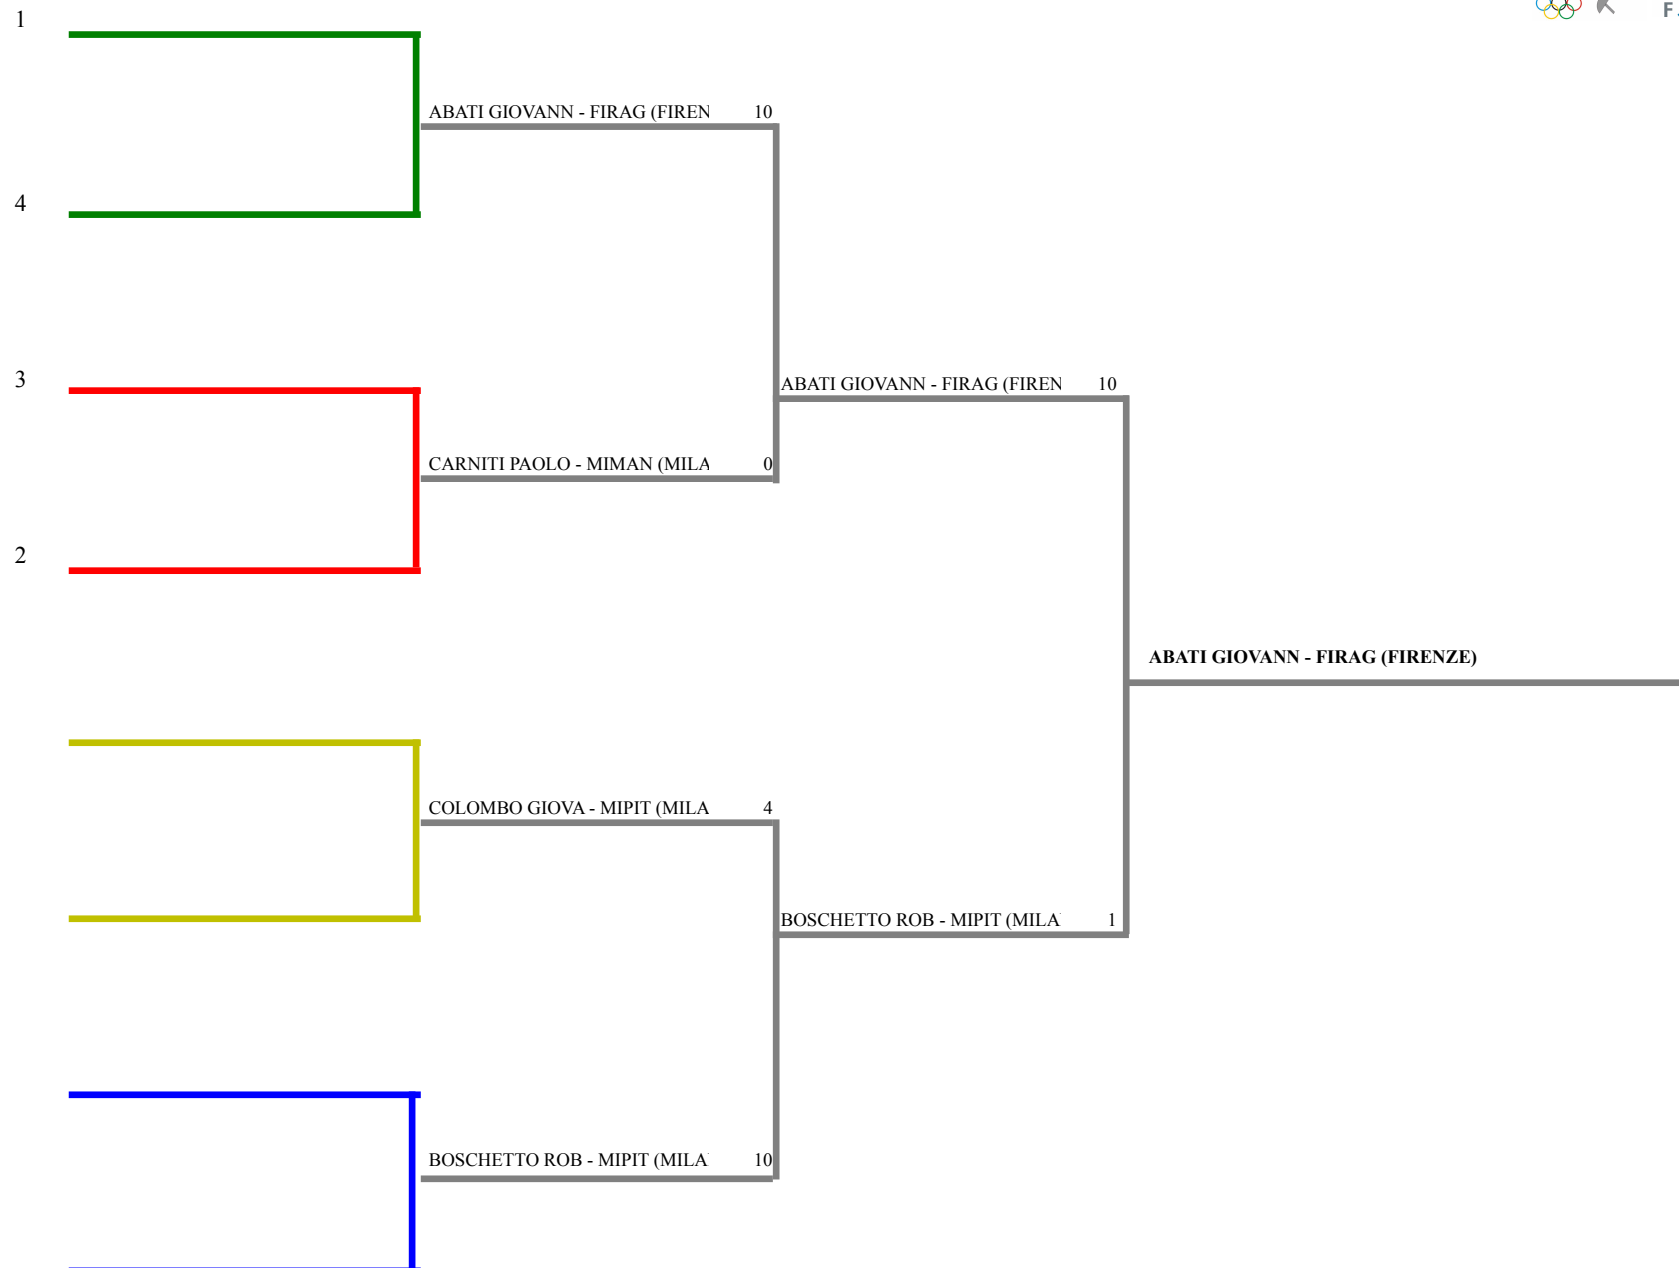 1
F
ABATI GIOVANN - FIRAG (FIREN 10
4
3
ABATI GIOVANN - FIRAG (FIREN 10
CARNITI PAOLO - MIMAN (MILA 0
2
ABATI GIOVANN - FIRAG (FIRENZE)
COLOMBO GIOVA - MIPIT (MILA 4
BOSCHETTO ROB - MIPIT (MILA 1
BOSCHETTO ROB - MIPIT (MILA 10